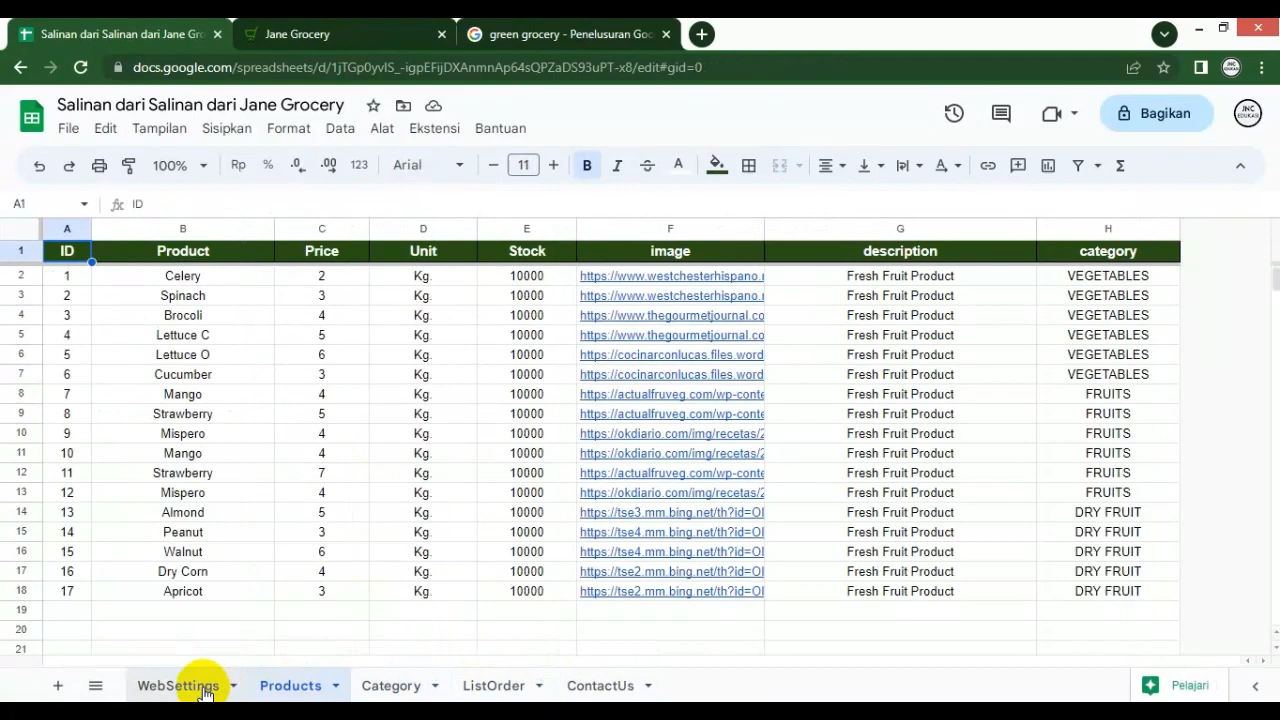 Salinan dari Salinan dari Jane Gro
Jane Grocery
green grocery - Penelusuran Goo
docs.google.com/spreadsheets/d/1jTGp0yvlS_-igpEFijDXAnmnAp64sQPZaDS93uPT-x8/edit#gid=0
Salinan dari Salinan dari Jane Grocery
File Edit Tampilan Sisipkan Format Data Alat Ekstensi Bantuan
Bagikan
JNC EDUKASI
100% Rp % .0 .00 123 Arial 11 B I A
A1 fx ID
A B C D E F G H
1 ID Product Price Unit Stock image description category
2 1 Celery 2 Kg. 10000 https://www.westchesterhispano.r Fresh Fruit Product VEGETABLES
3 2 Spinach 3 Kg. 10000 https://www.westchesterhispano.r Fresh Fruit Product VEGETABLES
4 3 Brocoli 4 Kg. 10000 https://www.thegourmetjournal.co Fresh Fruit Product VEGETABLES
5 4 Lettuce C 5 Kg. 10000 https://www.thegourmetjournal.co Fresh Fruit Product VEGETABLES
6 5 Lettuce O 6 Kg. 10000 https://cocinarconlucas.files.word Fresh Fruit Product VEGETABLES
7 6 Cucumber 3 Kg. 10000 https://cocinarconlucas.files.word Fresh Fruit Product VEGETABLES
8 7 Mango 4 Kg. 10000 https://actualfruveg.com/wp-conte Fresh Fruit Product FRUITS
9 8 Strawberry 5 Kg. 10000 https://actualfruveg.com/wp-conte Fresh Fruit Product FRUITS
10 9 Mispero 4 Kg. 10000 https://okdiario.com/img/recetas/2 Fresh Fruit Product FRUITS
11 10 Mango 4 Kg. 10000 https://okdiario.com/img/recetas/2 Fresh Fruit Product FRUITS
12 11 Strawberry 7 Kg. 10000 https://actualfruveg.com/wp-conte Fresh Fruit Product FRUITS
13 12 Mispero 4 Kg. 10000 https://okdiario.com/img/recetas/2 Fresh Fruit Product FRUITS
14 13 Almond 5 Kg. 10000 https://tse3.mm.bing.net/th?id=OI Fresh Fruit Product DRY FRUIT
15 14 Peanut 3 Kg. 10000 https://tse4.mm.bing.net/th?id=OI Fresh Fruit Product DRY FRUIT
16 15 Walnut 6 Kg. 10000 https://tse4.mm.bing.net/th?id=OI Fresh Fruit Product DRY FRUIT
17 16 Dry Corn 4 Kg. 10000 https://tse2.mm.bing.net/th?id=OI Fresh Fruit Product DRY FRUIT
18 17 Apricot 3 Kg. 10000 https://tse2.mm.bing.net/th?id=OI Fresh Fruit Product DRY FRUIT
19
20
21
WebSettings Products Category ListOrder ContactUs Pelajari